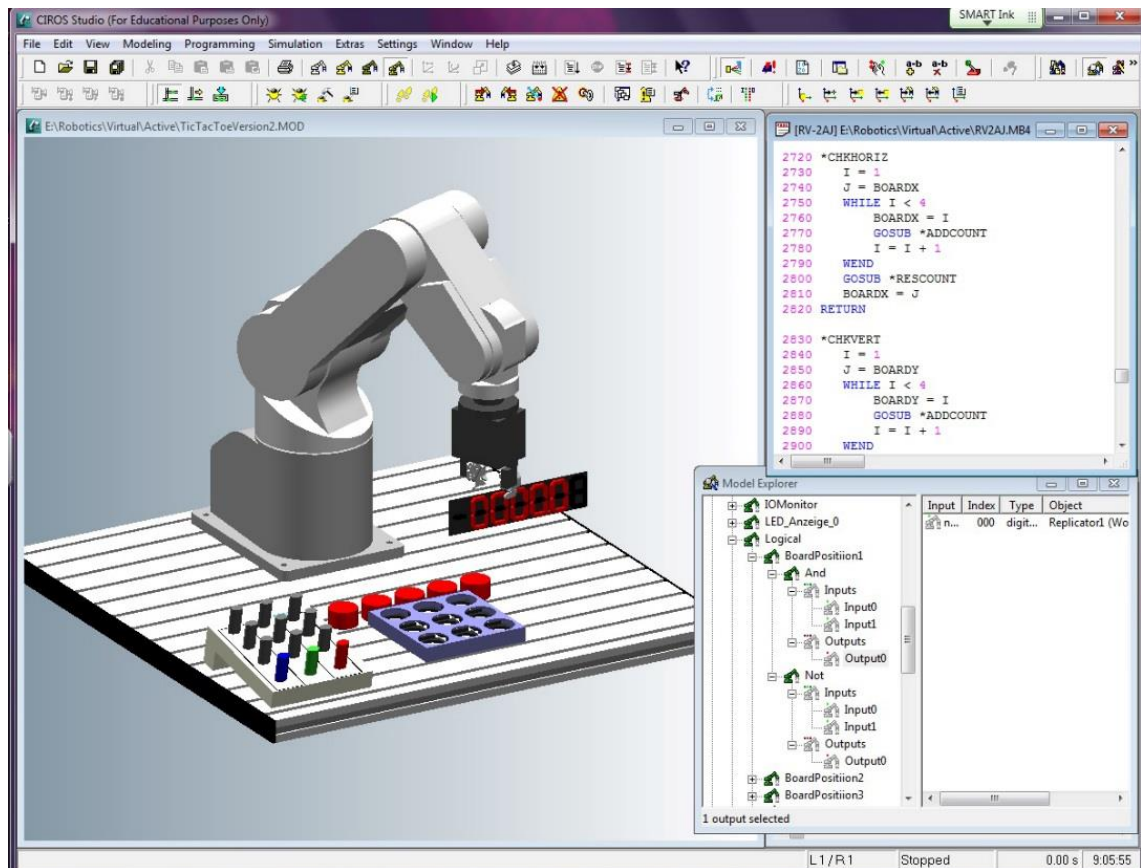 CIROS Studio (For Educational Purposes Only)
SMART Ink
File Edit View Modeling Programming Simulation Extras Settings Window Help
E:\Robotics\Virtual\Active\TicTacToeVersion2.MOD
[RV-2AJ] E:\Robotics\Virtual\Active\RV2AJ.MB4
2720 *CHKHORIZ
2730 I = 1
2740 J = BOARDX
2750 WHILE I < 4
2760 BOARDX = I
2770 GOSUB *ADDCOUNT
2780 I = I + 1
2790 WEND
2800 GOSUB *RESCOUNT
2810 BOARDX = J
2820 RETURN
2830 *CHKVERT
2840 I = 1
2850 J = BOARDY
2860 WHILE I < 4
2870 BOARDY = I
2880 GOSUB *ADDCOUNT
2890 I = I + 1
2900 WEND
Model Explorer
IOMonitor
LED_Anzeige_0
Logical
BoardPositiion1
And
Inputs
Input0
Input1
Outputs
Output0
Not
Inputs
Input0
Input1
Outputs
Output0
BoardPositiion2
BoardPositiion3
Input Index Type Object
n... 000 digit... Replicator1 (Wo
1 output selected
L1/R1 Stopped 0.00 s 9:05:55